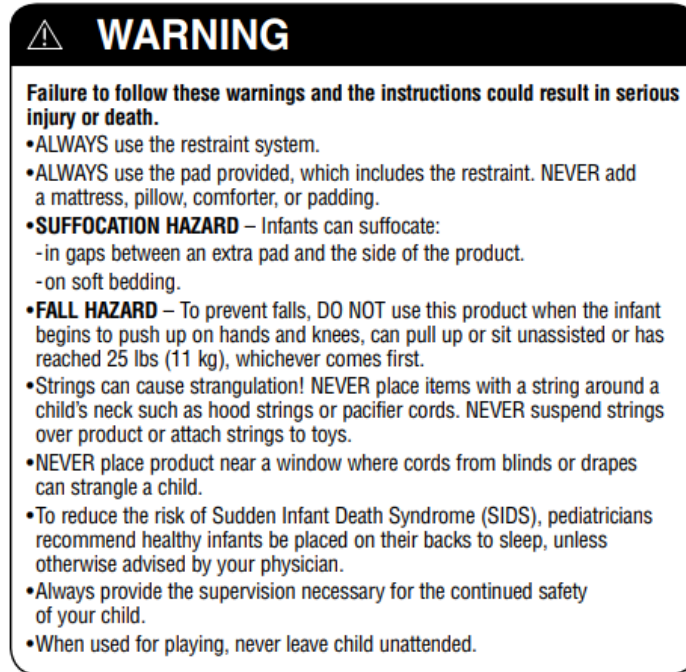 ⚠ WARNING
Failure to follow these warnings and the instructions could result in serious
injury or death.
•ALWAYS use the restraint system.
•ALWAYS use the pad provided, which includes the restraint. NEVER add
a mattress, pillow, comforter, or padding.
•SUFFOCATION HAZARD – Infants can suffocate:
-in gaps between an extra pad and the side of the product.
-on soft bedding.
•FALL HAZARD – To prevent falls, DO NOT use this product when the infant
begins to push up on hands and knees, can pull up or sit unassisted or has
reached 25 lbs (11 kg), whichever comes first.
•Strings can cause strangulation! NEVER place items with a string around a
child’s neck such as hood strings or pacifier cords. NEVER suspend strings
over product or attach strings to toys.
•NEVER place product near a window where cords from blinds or drapes
can strangle a child.
•To reduce the risk of Sudden Infant Death Syndrome (SIDS), pediatricians
recommend healthy infants be placed on their backs to sleep, unless
otherwise advised by your physician.
•Always provide the supervision necessary for the continued safety
of your child.
•When used for playing, never leave child unattended.